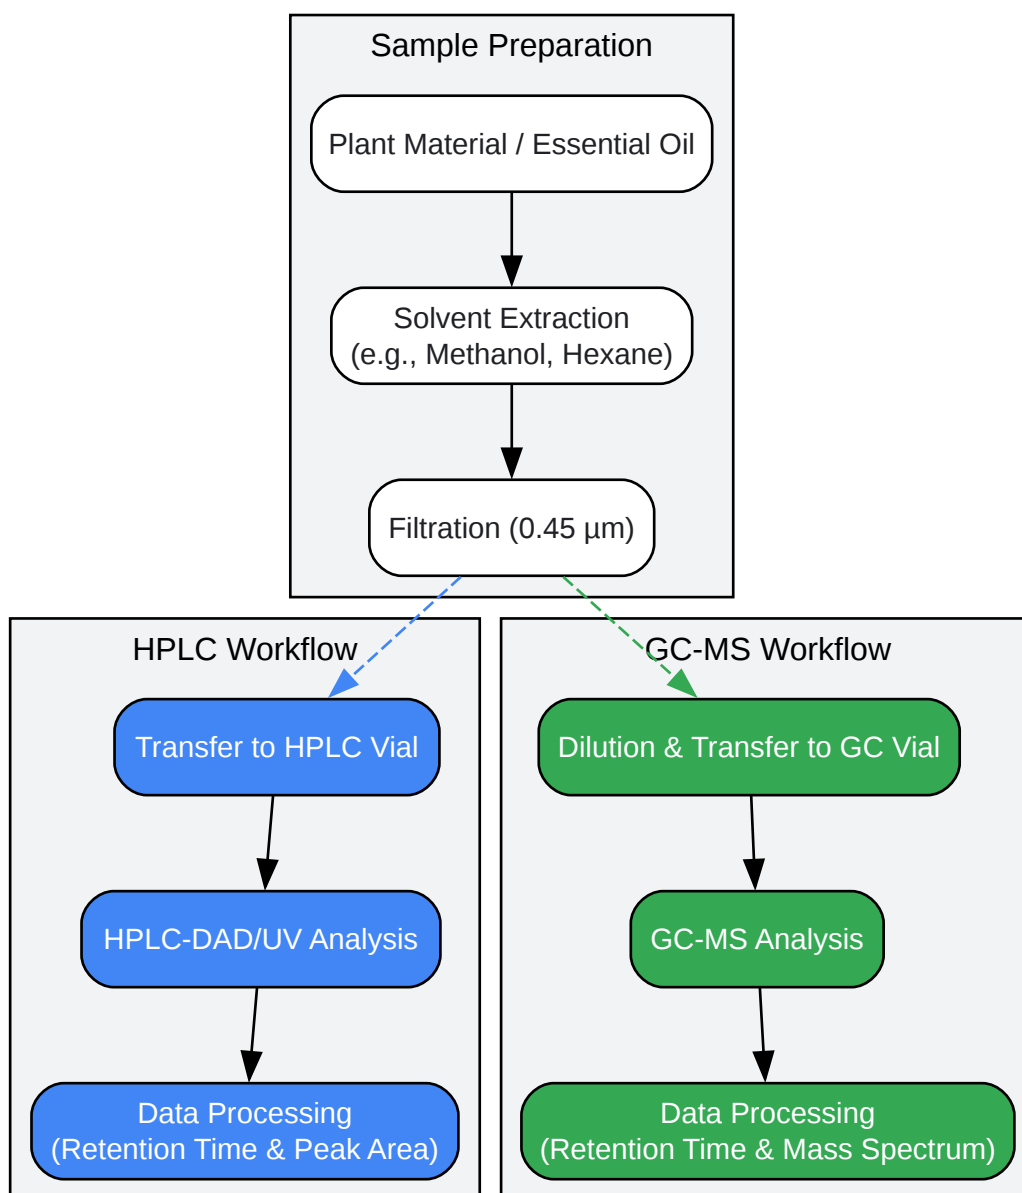 Sample Preparation
Plant Material / Essential Oil
Solvent Extraction
(e.g., Methanol, Hexane)
Filtration (0.45 µm)
HPLC Workflow
Transfer to HPLC Vial
HPLC-DAD/UV Analysis
Data Processing
(Retention Time & Peak Area)
GC-MS Workflow
Dilution & Transfer to GC Vial
GC-MS Analysis
Data Processing
(Retention Time & Mass Spectrum)